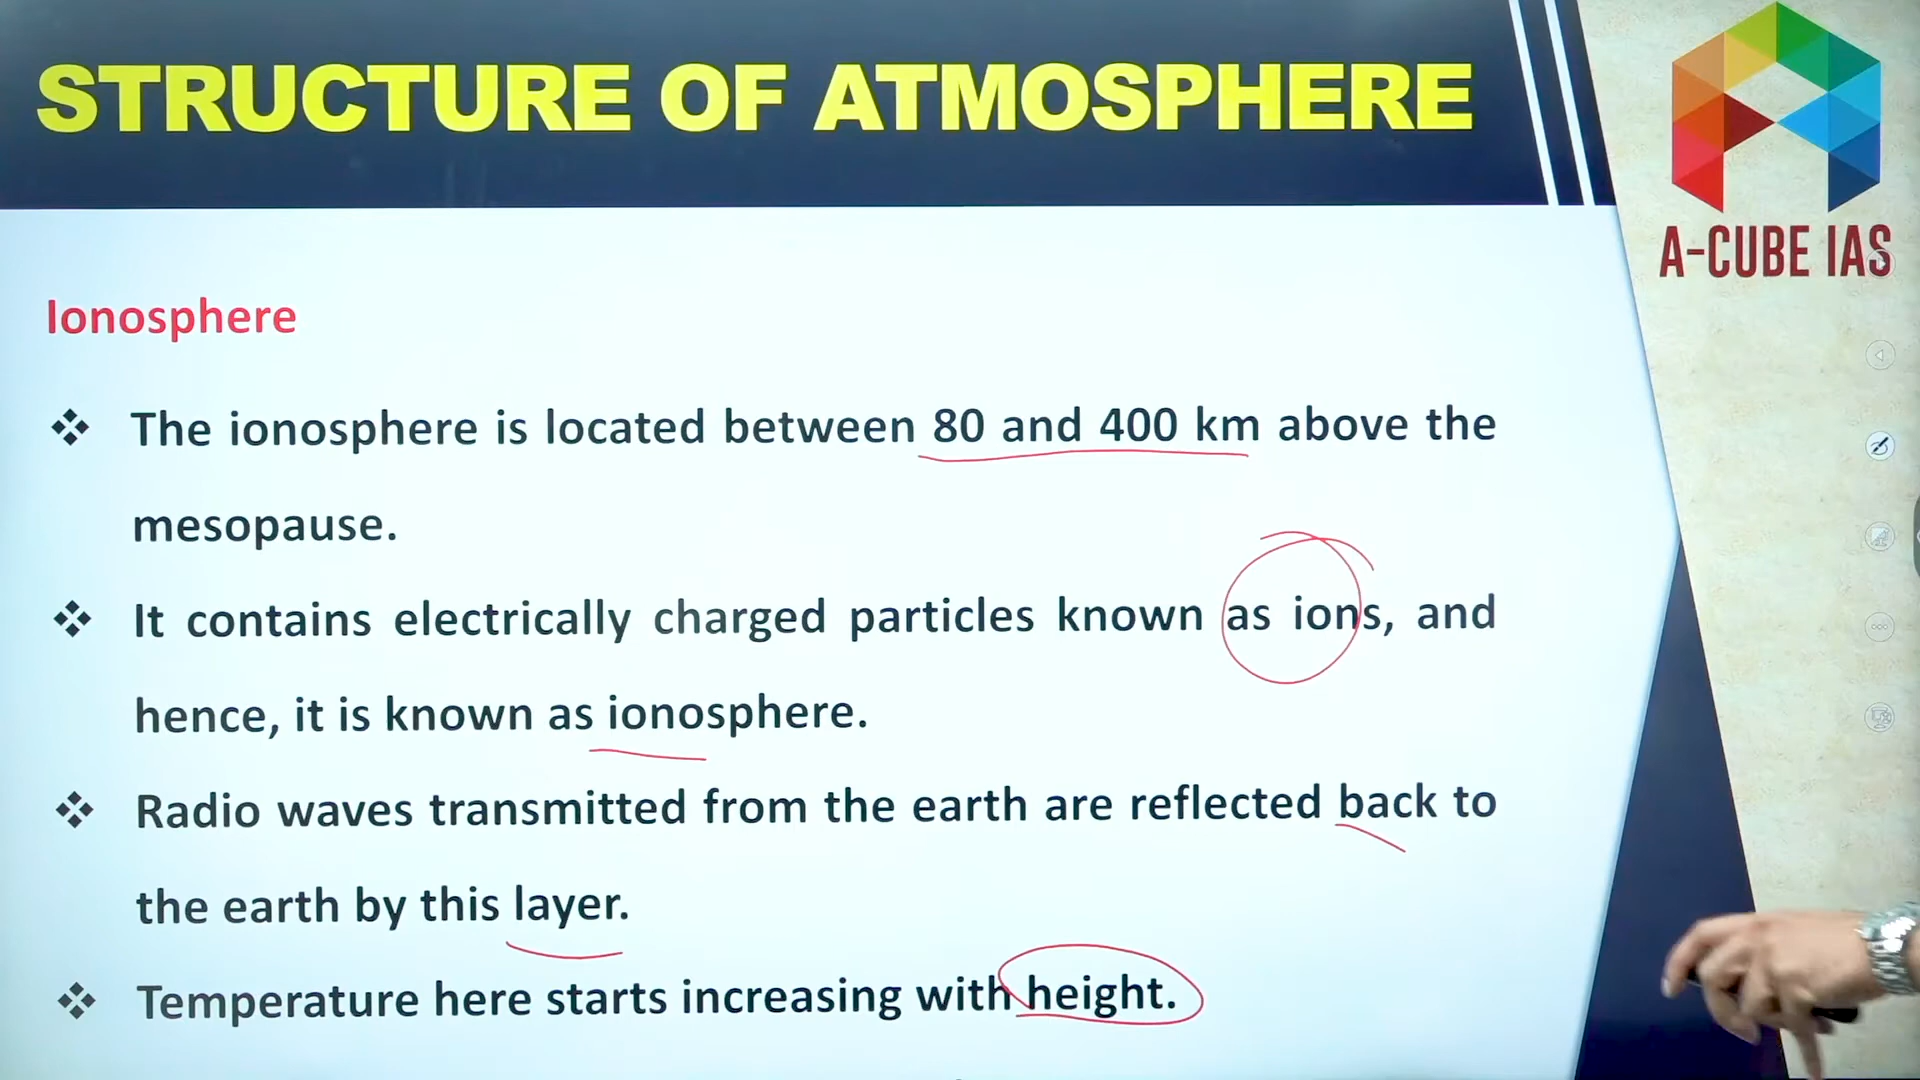 STRUCTURE OF ATMOSPHERE
A-CUBE IAS
Ionosphere
❖ The ionosphere is located between 80 and 400 km above the
mesopause.
❖ It contains electrically charged particles known as ions, and
hence, it is known as ionosphere.
❖ Radio waves transmitted from the earth are reflected back to
the earth by this layer.
❖ Temperature here starts increasing with height.